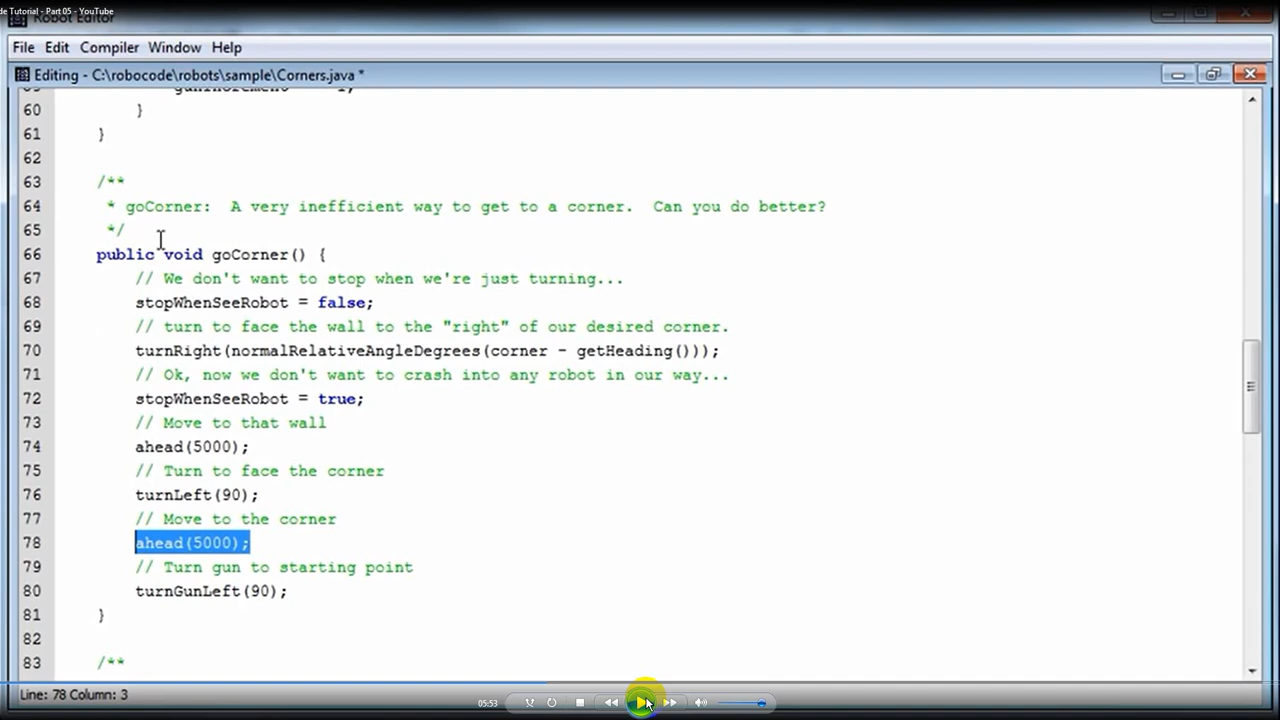 de Tutorial - Part 05 - YouTube
Robot Editor
File Edit Compiler Window Help
Editing - C:\robocode\robots\sample\Corners.java *
60 }
61 }
62
63 /**
64 * goCorner:  A very inefficient way to get to a corner.  Can you do better?
65 */
66 public void goCorner() {
67 // We don't want to stop when we're just turning...
68 stopWhenSeeRobot = false;
69 // turn to face the wall to the "right" of our desired corner.
70 turnRight(normalRelativeAngleDegrees(corner - getHeading()));
71 // Ok, now we don't want to crash into any robot in our way...
72 stopWhenSeeRobot = true;
73 // Move to that wall
74 ahead(5000);
75 // Turn to face the corner
76 turnLeft(90);
77 // Move to the corner
78 ahead(5000);
79 // Turn gun to starting point
80 turnGunLeft(90);
81 }
82
83 /**
Line: 78 Column: 3
05:53